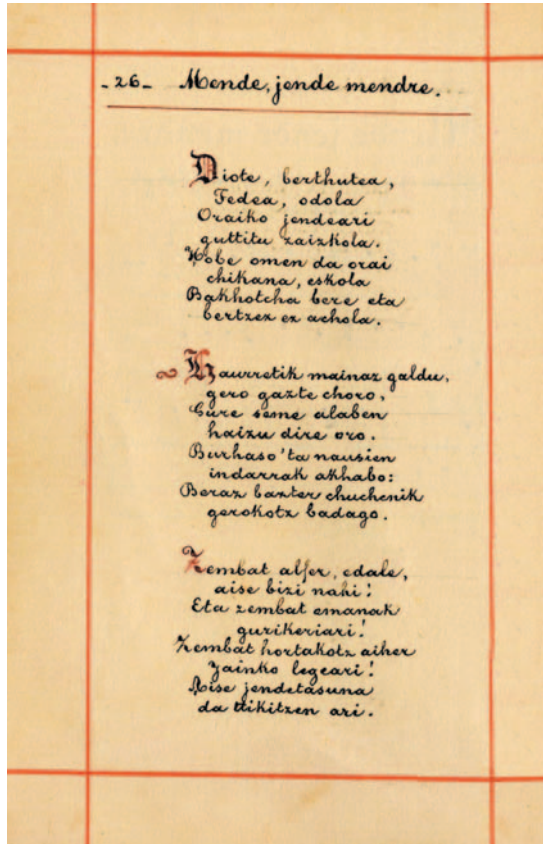 -26- Mende, jende mendre.
Diote, berthutea,
Fedea, odola
Oraiko jendeari
guttitu zaizkola.
Hobe omen da orai
chikana, eskola
Bakhotcha bere eta
bertzez ez achola.
Haurretik mainaz galdu,
gero gazte choro,
Gure seme alaben
haizu dire oro.
Burhaso'ta nausien
indarrak akhabo:
Beraz bazter chuchenik
gerokotz badago.
Zembat alfer, edale,
aise bizi nahi!
Eta zembat emanak
gurikeriari!
Zembat hortakotz aiher
Jainko legeari!
Aise jendetasuna
da ttikitzen ari.